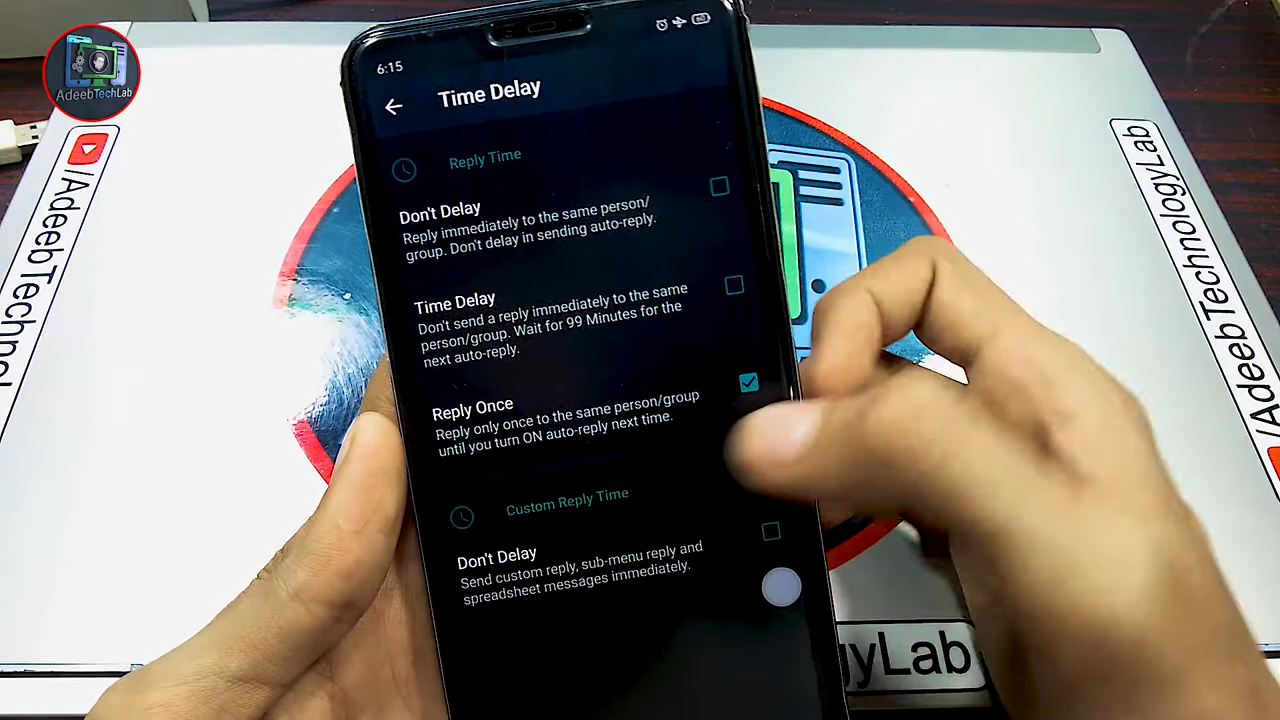 AdeebTechLab
6:15
Time Delay
Reply Time
Don't Delay
Reply immediately to the same person/
group. Don't delay in sending auto-reply.
Time Delay
Don't send a reply immediately to the same
person/group. Wait for 99 Minutes for the
next auto-reply.
Reply Once
Reply only once to the same person/group
until you turn ON auto-reply next time.
Custom Reply Time
Don't Delay
Send custom reply, sub-menu reply and
spreadsheet messages immediately.
/AdeebTechnol
/AdeebTechnologyLab
gyLab